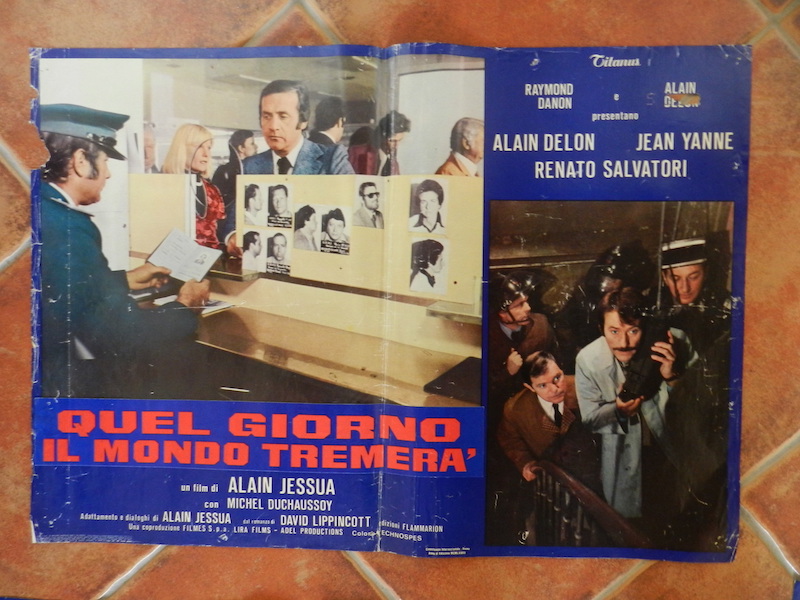 QUEL GIORNO
IL MONDO TREMERA'
un film di ALAIN JESSUA
con MICHEL DUCHAUSSOY
Adattamento e dialoghi di ALAIN JESSUA dal romanzo di DAVID LIPPINCOTT edizioni FLAMMARION
Una coproduzione FILMES S.p.a. LIRA FILMS - ADEL PRODUCTIONS Colore TECHNOSPES
Titanus
RAYMOND DANON e ALAIN DELON
presentano
ALAIN DELON JEAN YANNE
RENATO SALVATORI